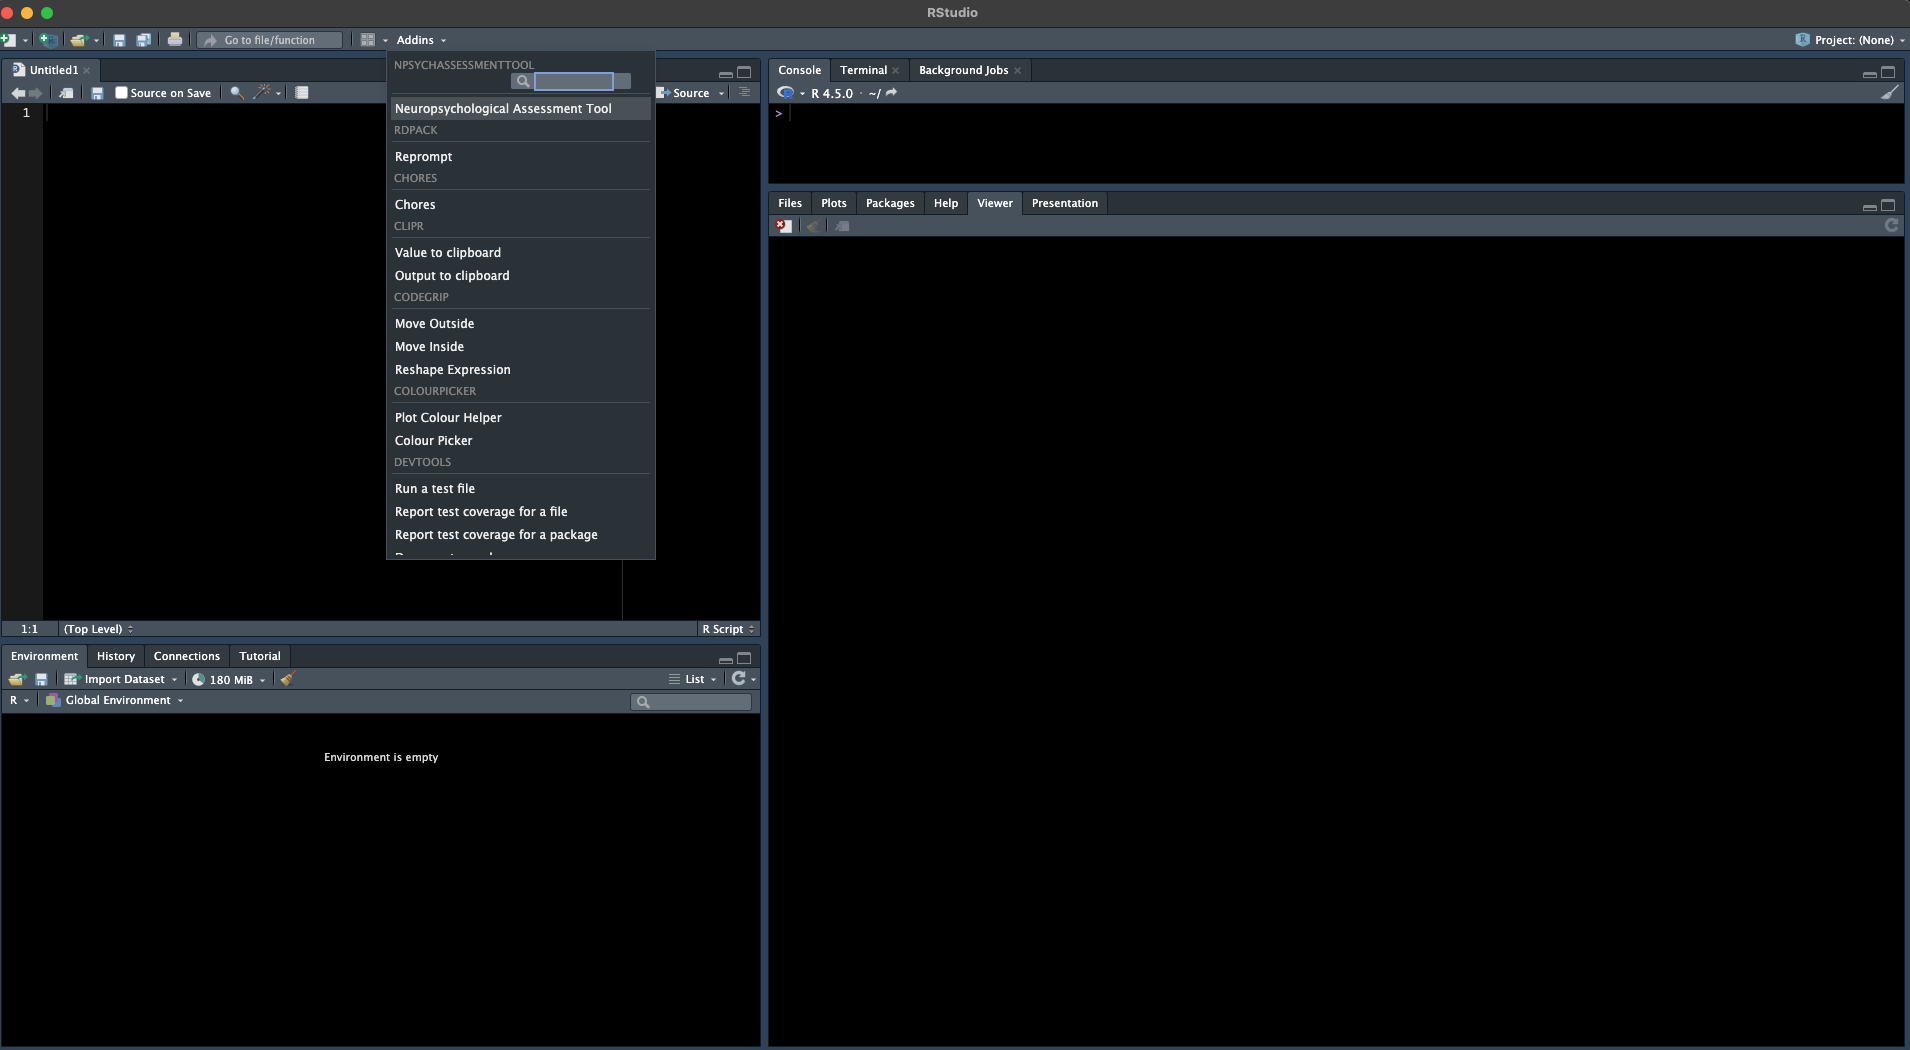 RStudio
Go to file/function
Addins
Project: (None)
Untitled1
Source on Save
Source
1
NPSYCHASSESSMENTTOOL
Neuropsychological Assessment Tool
RDPACK
Reprompt
CHORES
Chores
CLIPR
Value to clipboard
Output to clipboard
CODEGRIP
Move Outside
Move Inside
Reshape Expression
COLOURPICKER
Plot Colour Helper
Colour Picker
DEVTOOLS
Run a test file
Report test coverage for a file
Report test coverage for a package
1:1 (Top Level)
R Script
Environment History Connections Tutorial
Import Dataset 180 MiB List
R Global Environment
Environment is empty
Console Terminal Background Jobs
R 4.5.0 · ~/
>
Files Plots Packages Help Viewer Presentation